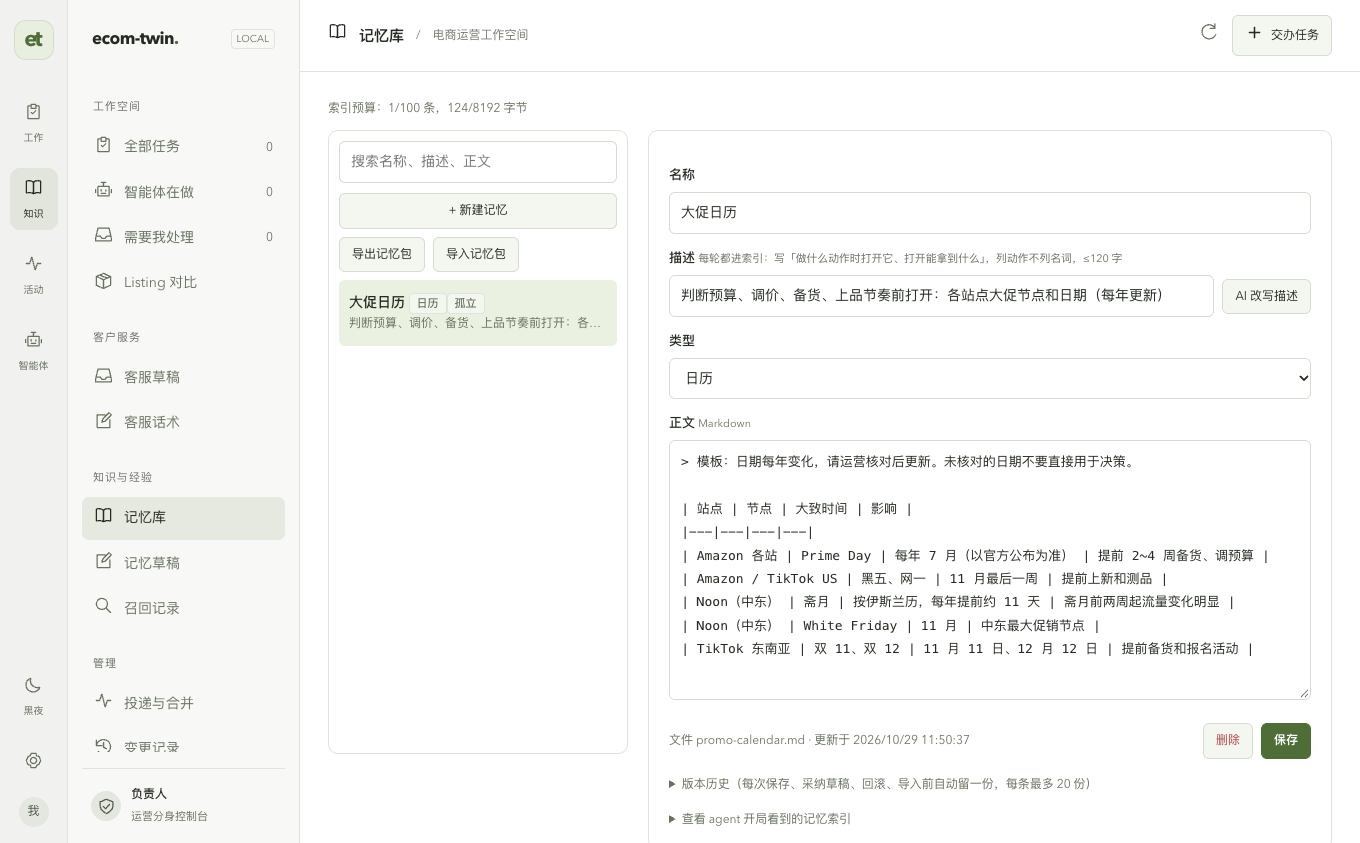 et
工作
知识
活动
智能体
黑夜
我
ecom-twin.
LOCAL
工作空间
全部任务 0
智能体在做 0
需要我处理 0
Listing 对比
客户服务
客服草稿
客服话术
知识与经验
记忆库
记忆草稿
召回记录
管理
投递与合并
变更记录
负责人
运营分身控制台
记忆库 / 电商运营工作空间
+ 交办任务
索引预算：1/100 条，124/8192 字节
搜索名称、描述、正文
+ 新建记忆
导出记忆包
导入记忆包
大促日历 日历 孤立
判断预算、调价、备货、上品节奏前打开：各…
名称
大促日历
描述 每轮都进索引：写「做什么动作时打开它、打开能拿到什么」，列动作不列名词，≤120 字
判断预算、调价、备货、上品节奏前打开：各站点大促节点和日期（每年更新）
AI 改写描述
类型
日历
正文 Markdown
> 模板：日期每年变化，请运营核对后更新。未核对的日期不要直接用于决策。
| 站点 | 节点 | 大致时间 | 影响 |
|---|---|---|---|
| Amazon 各站 | Prime Day | 每年 7 月（以官方公布为准） | 提前 2~4 周备货、调预算 |
| Amazon / TikTok US | 黑五、网一 | 11 月最后一周 | 提前上新和测品 |
| Noon（中东） | 斋月 | 按伊斯兰历，每年提前约 11 天 | 斋月前两周起流量变化明显 |
| Noon（中东） | White Friday | 11 月 | 中东最大促销节点 |
| TikTok 东南亚 | 双 11、双 12 | 11 月 11 日、12 月 12 日 | 提前备货和报名活动 |
文件 promo-calendar.md · 更新于 2026/10/29 11:50:37
删除
保存
版本历史（每次保存、采纳草稿、回滚、导入前自动留一份，每条最多 20 份）
查看 agent 开局看到的记忆索引